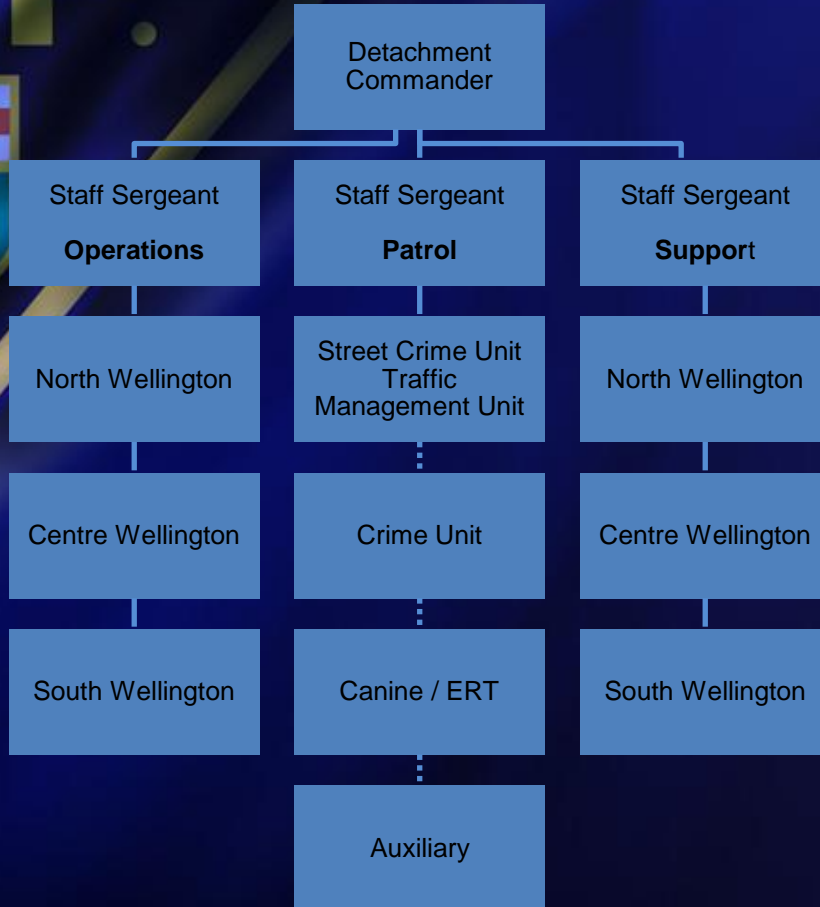 Detachment
Commander
Staff Sergeant
Operations
Staff Sergeant
Patrol
Staff Sergeant
Support
North Wellington
Street Crime Unit
Traffic
Management Unit
North Wellington
Centre Wellington
Crime Unit
Centre Wellington
South Wellington
Canine / ERT
South Wellington
Auxiliary